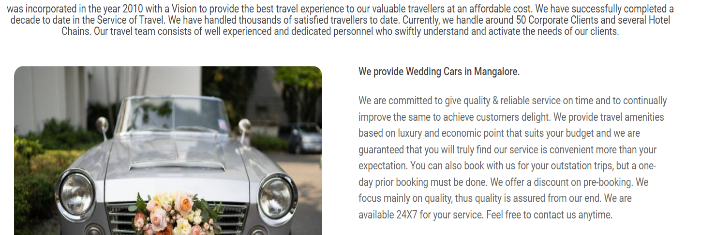 was incorporated in the year 2010 with a Vision to provide the best travel experience to our valuable travellers at an affordable cost. We have successfully completed a
decade to date in the Service of Travel. We have handled thousands of satisfied travellers to date. Currently, we handle around 50 Corporate Clients and several Hotel
Chains. Our travel team consists of well experienced and dedicated personnel who swiftly understand and activate the needs of our clients.
We provide Wedding Cars in Mangalore.
We are committed to give quality & reliable service on time and to continually
improve the same to achieve customers delight. We provide travel amenities
based on luxury and economic point that suits your budget and we are
guaranteed that you will truly find our service is convenient more than your
expectation. You can also book with us for your outstation trips, but a one-
day prior booking must be done. We offer a discount on pre-booking. We
focus mainly on quality, thus quality is assured from our end. We are
available 24X7 for your service. Feel free to contact us anytime.